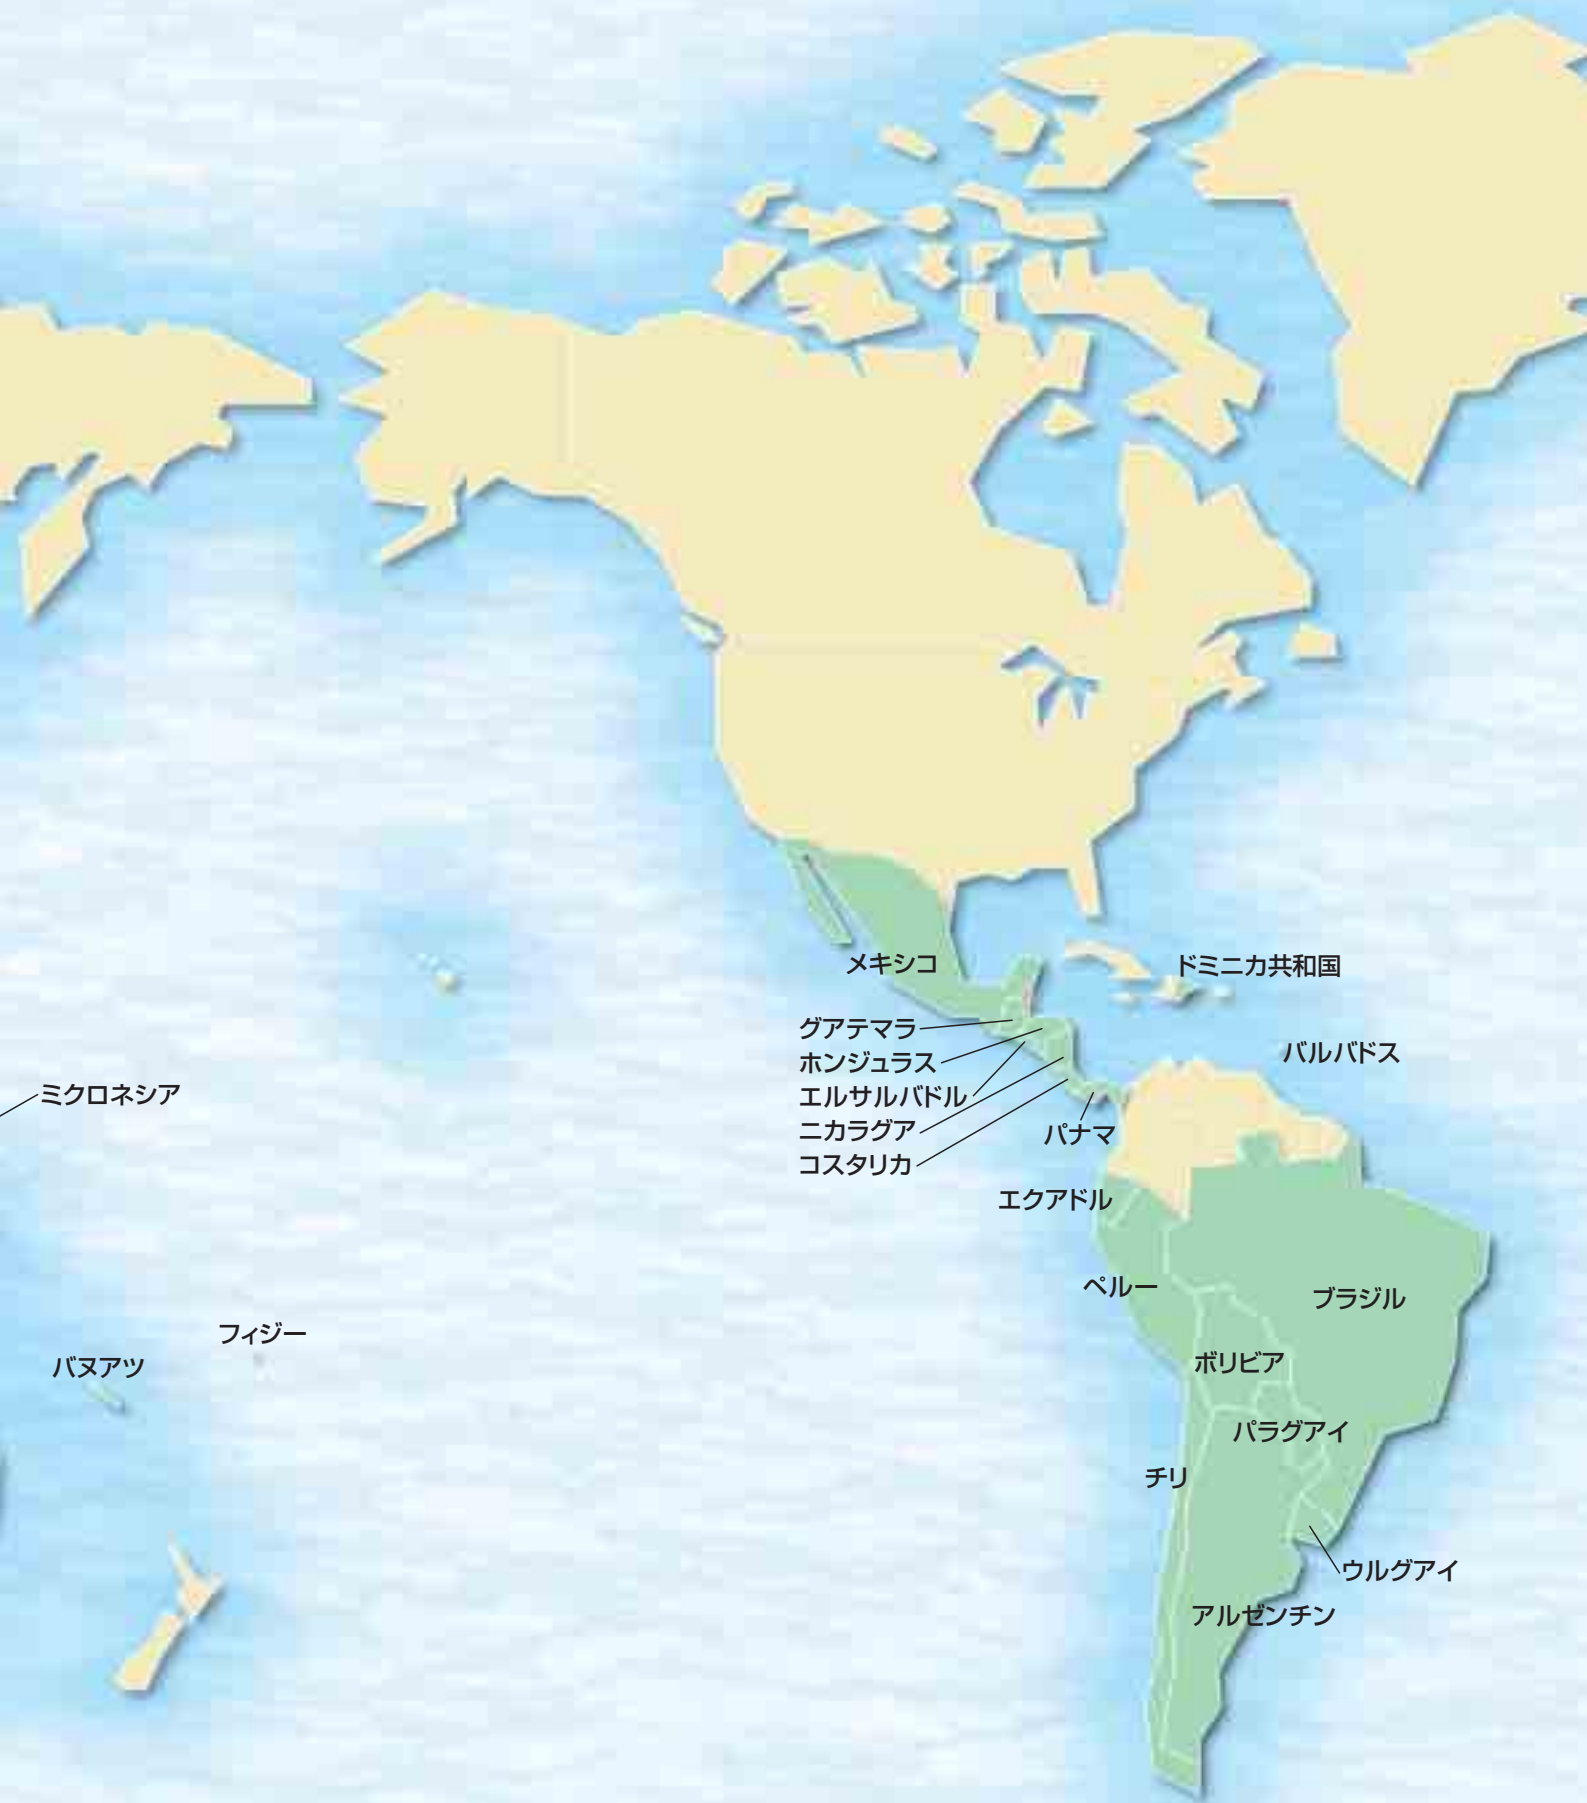 メキシコ
ドミニカ共和国
グアテマラ
ホンジュラス
エルサルバドル
ニカラグア
コスタリカ
バルバドス
ミクロネシア
パナマ
エクアドル
ペルー
ブラジル
フィジー
バヌアツ
ボリビア
パラグアイ
チリ
ウルグアイ
アルゼンチン